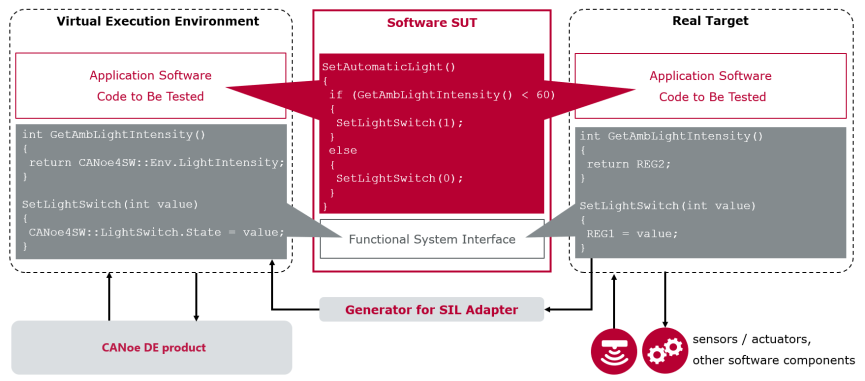 Virtual Execution Environment
Application Software
Code to Be Tested
int GetAmbLightIntensity()
{
return CANoe4SW::Env.LightIntensity;
}
SetLightSwitch(int value)
{
CANoe4SW::LightSwitch.State = value;
}
Software SUT
SetAutomaticLight()
{
if (GetAmbLightIntensity() < 60)
{
SetLightSwitch(1);
}
else
{
SetLightSwitch(0);
}
}
Functional System Interface
Real Target
Application Software
Code to Be Tested
int GetAmbLightIntensity()
{
return REG2;
}
SetLightSwitch(int value)
{
REG1 = value;
}
Generator for SIL Adapter
CANoe DE product
sensors / actuators,
other software components